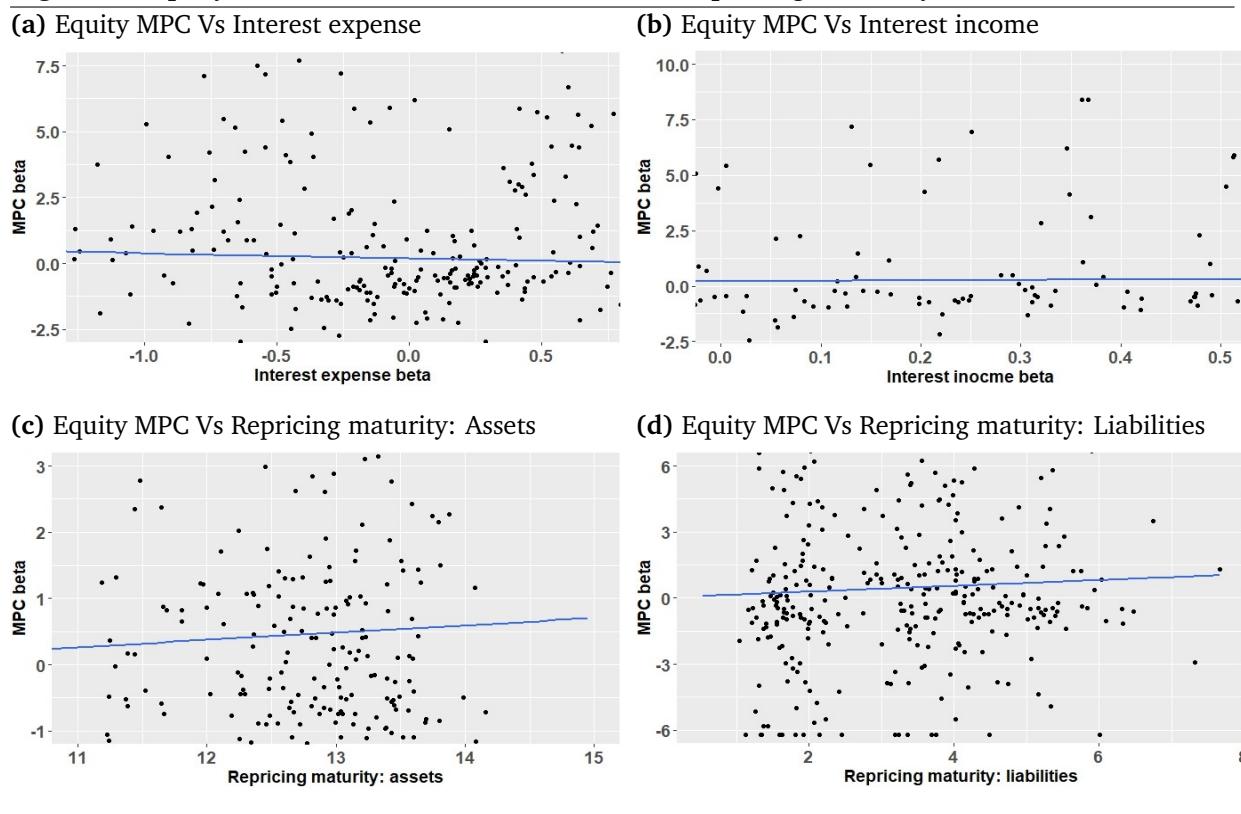 (a) Equity MPC Vs Interest expense
(b) Equity MPC Vs Interest income
7.5
5.0
2.5
0.0
-2.5
MPC beta
-1.0 -0.5 0.0 0.5
Interest expense beta
10.0
7.5
5.0
2.5
0.0
-2.5
MPC beta
0.0 0.1 0.2 0.3 0.4 0.5
Interest inocme beta
(c) Equity MPC Vs Repricing maturity: Assets
(d) Equity MPC Vs Repricing maturity: Liabilities
3
2
1
0
-1
MPC beta
11 12 13 14 15
Repricing maturity: assets
6
3
0
-3
-6
MPC beta
2 4 6 8
Repricing maturity: liabilities